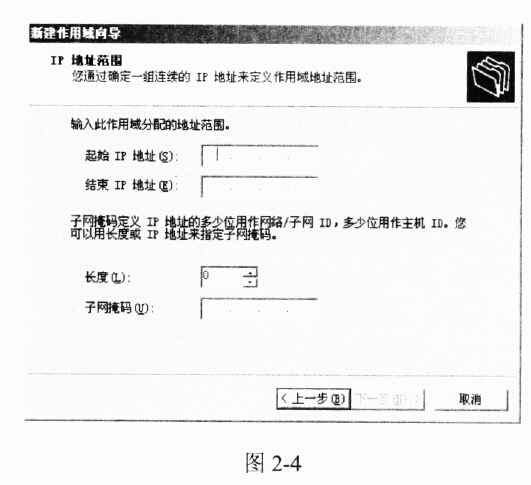 新建作用域向导
IP 地址范围
您通过确定一组连续的 IP 地址来定义作用域地址范围。
输入此作用域分配的地址范围。
起始 IP 地址(S):
结束 IP 地址(E):
子网掩码定义 IP 地址的多少位用作网络/子网 ID，多少位用作主机 ID。您
可以用长度或 IP 地址来指定子网掩码。
长度(L): 0
子网掩码(U):
< 上一步(B) 下一步(N) > 取消
图 2-4